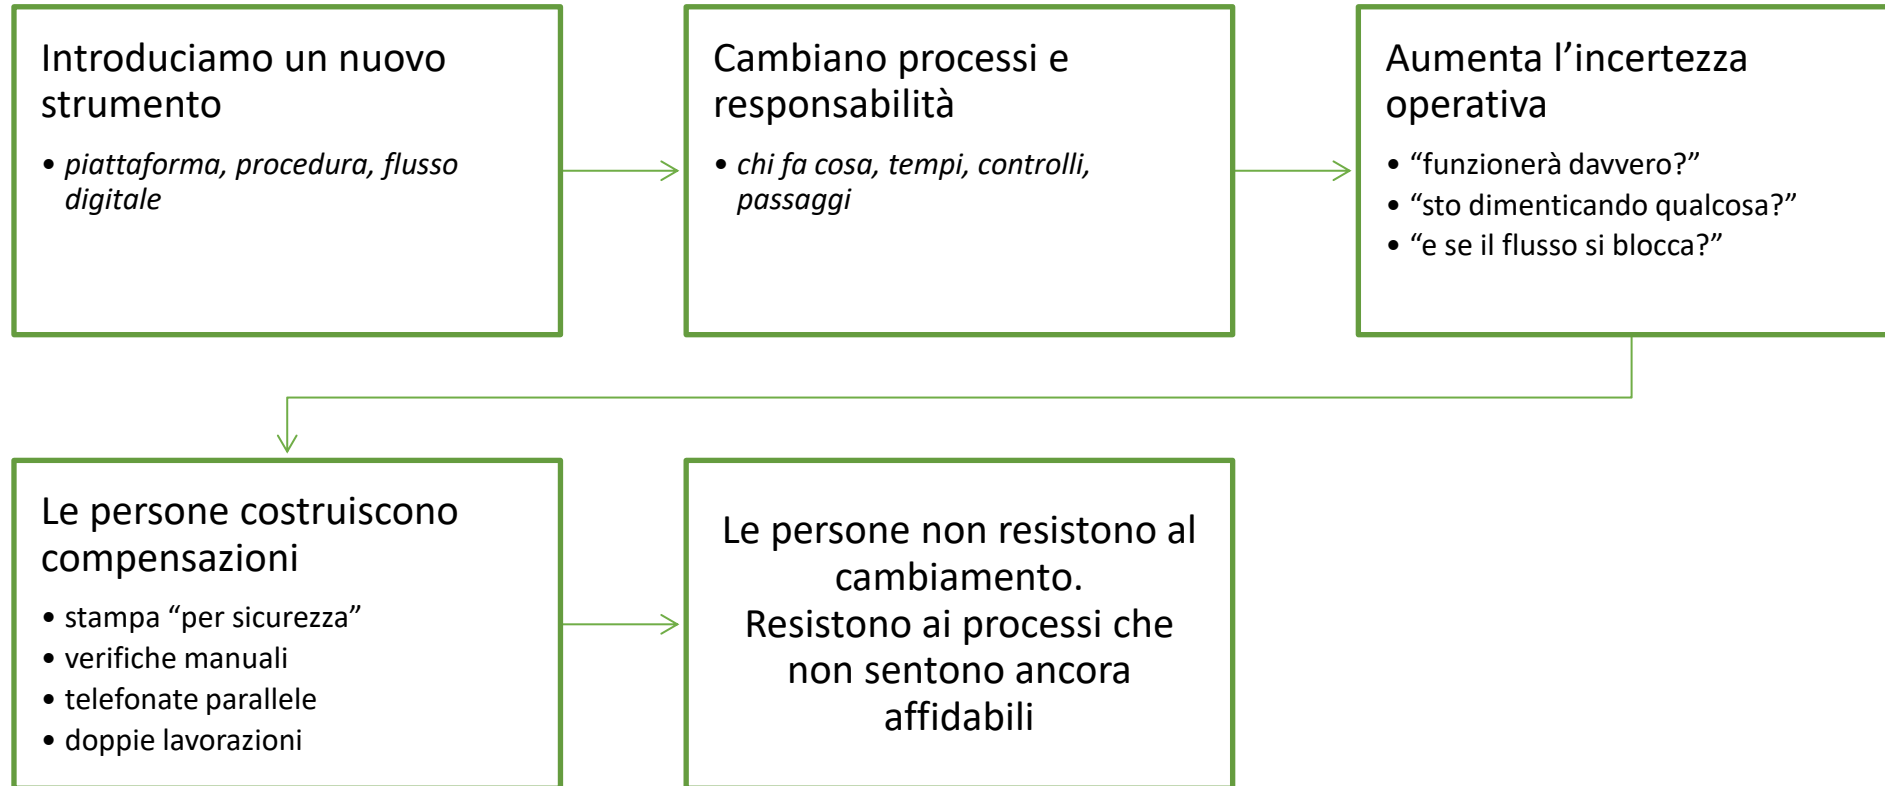 Introduciamo un nuovo
strumento
• piattaforma, procedura, flusso
digitale
Cambiano processi e
responsabilità
• chi fa cosa, tempi, controlli,
passaggi
Aumenta l’incertezza
operativa
• “funzionerà davvero?”
• “sto dimenticando qualcosa?”
• “e se il flusso si blocca?”
Le persone costruiscono
compensazioni
• stampa “per sicurezza”
• verifiche manuali
• telefonate parallele
• doppie lavorazioni
Le persone non resistono al
cambiamento.
Resistono ai processi che
non sentono ancora
affidabili